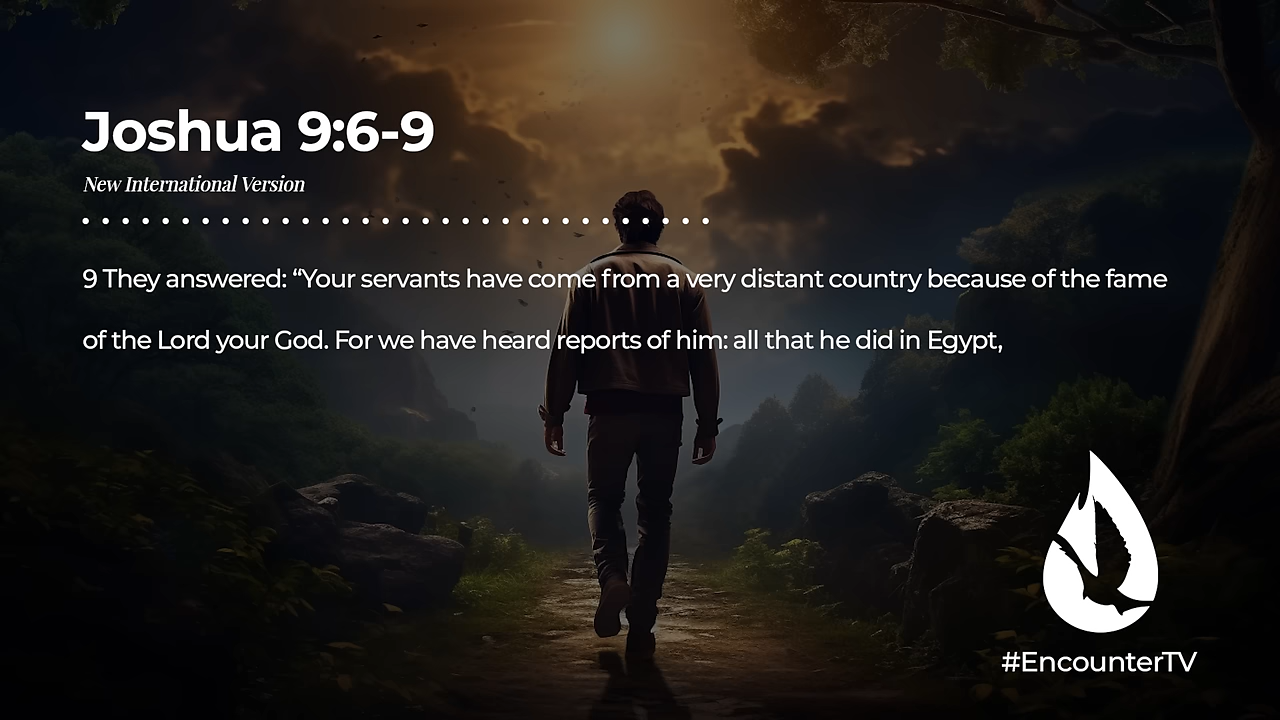 Joshua 9:6-9
New International Version
9 They answered: “Your servants have come from a very distant country because of the fame
of the Lord your God. For we have heard reports of him: all that he did in Egypt,
#EncounterTV